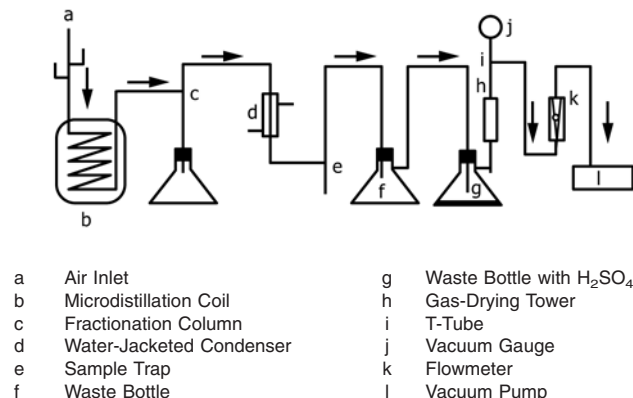 a
j
i
c
h
k
d
e
f
g
l
b
a Air Inlet
b Microdistillation Coil
c Fractionation Column
d Water-Jacketed Condenser
e Sample Trap
f Waste Bottle
g Waste Bottle with H₂SO₄
h Gas-Drying Tower
i T-Tube
j Vacuum Gauge
k Flowmeter
l Vacuum Pump